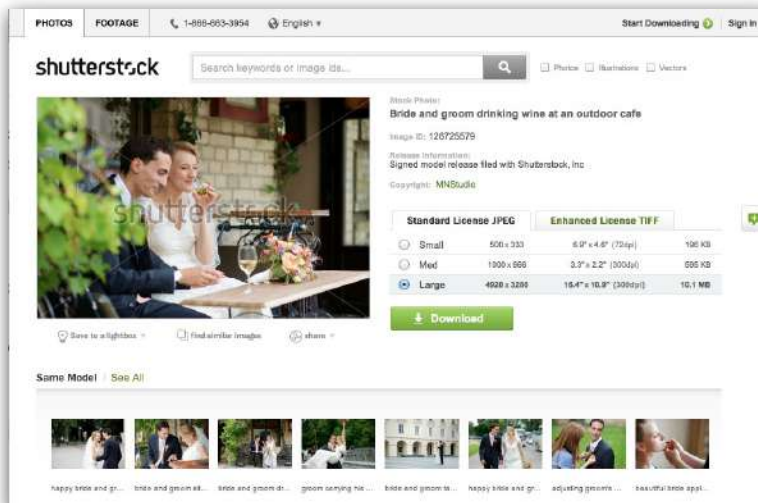 PHOTOS FOOTAGE 1-866-663-3954 English Start Downloading Sign in
shutterstock Search keywords or image ids... Photos Illustrations Vectors
Stock Photo:
Bride and groom drinking wine at an outdoor cafe
Image ID: 126725579
Release Information:
Signed model release filed with Shutterstock, Inc
Copyright: MNStudio
shutterstock
Standard License JPEG Enhanced License TIFF
Small 500 x 333 6.9" x 4.6" (72dpi) 196 KB
Med 1000 x 666 3.3" x 2.2" (300dpi)
Large 4928 x 3280 16.4" x 10.9" (300dpi) 10.1 MB
Download
Save to a lightbox find similar images share
Same Model See All
happy bride and gr... bride and groom sit... bride and groom dr... groom carrying his ... bride and groom ta... happy bride and gr... adjusting groom's ... beautiful bride appl...